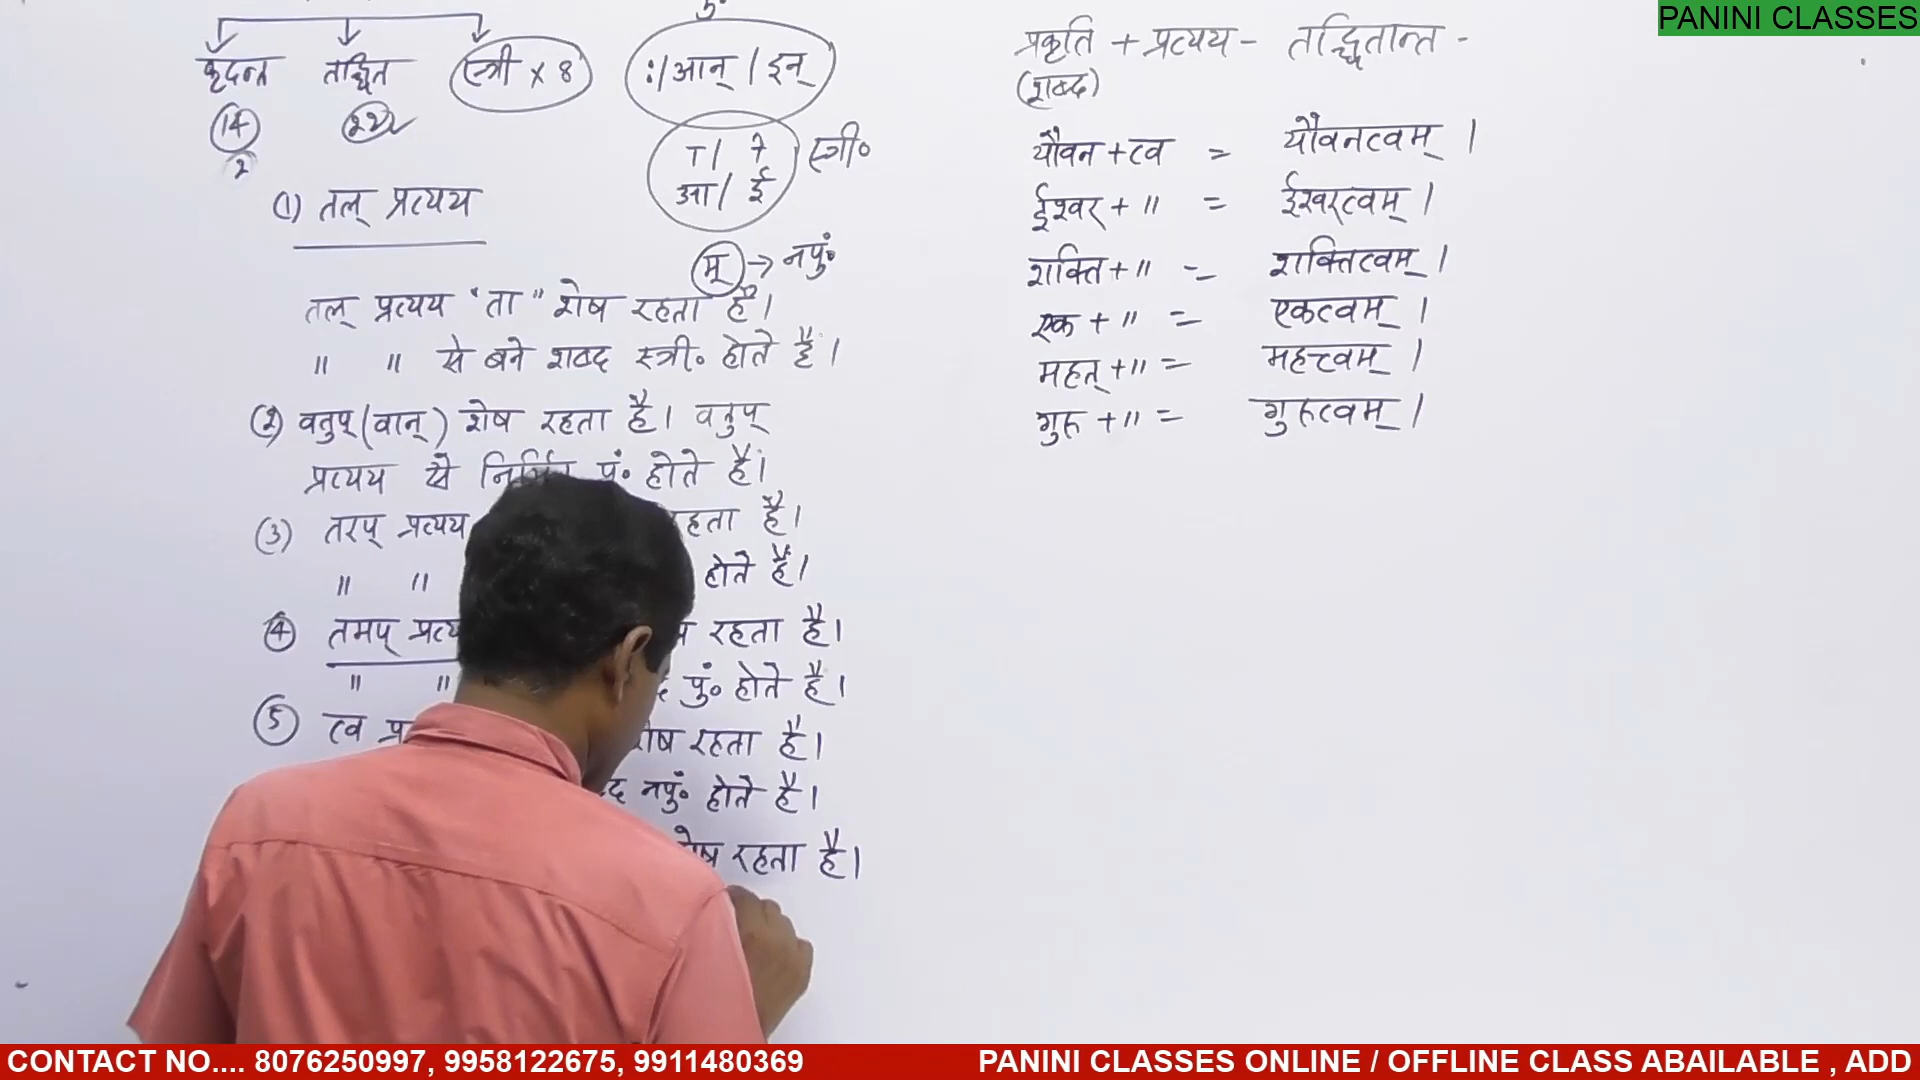 PANINI CLASSES
कृदन्त तद्धित स्त्री x 8
14 22
2
पुं०
:/आन् / इन्
ा / ी स्त्री०
आ / ई
म् → नपुं०
(1) तल् प्रत्यय
तल् प्रत्यय "ता" शेष रहता है।
" " से बने शब्द स्त्री० होते है।
(2) वतुप् (वान्) शेष रहता है। वतुप्
प्रत्यय से पुं० होते है।
(3) तरप् प्रत्यय रहता है।
" " होते है।
(4) तमप् रहता है।
" " पुं० होते है।
(5) त्व शेष रहता है।
नपुं० होते है।
शेष रहता है।
प्रकृति + प्रत्यय - तद्धितान्त -
(शब्द)
यौवन + त्व = यौवनत्वम् ।
ईश्वर + " = ईश्वरत्वम् ।
शक्ति + " = शक्तित्वम् ।
एक + " = एकत्वम् ।
महत् + " = महत्त्वम् ।
गुरु + " = गुरुत्वम् ।
CONTACT NO.... 8076250997, 9958122675, 9911480369 PANINI CLASSES ONLINE / OFFLINE CLASS ABAILABLE , ADD